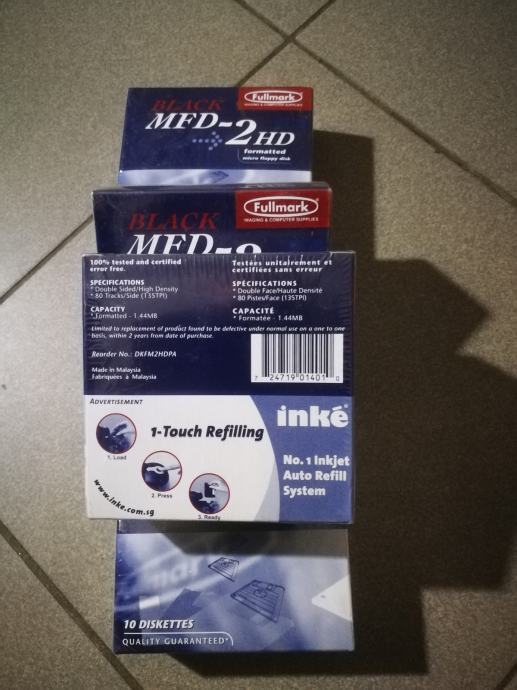 BLACK
MFD-2HD
formatted
micro floppy disk
Fullmark
IMAGING & COMPUTER SUPPLIES
BLACK
MFD-2
Fullmark
IMAGING & COMPUTER SUPPLIES
100% tested and certified
error free.
SPECIFICATIONS
* Double Sided/High Density
* 80 Tracks/Side (135TPI)
CAPACITY
* Formatted - 1.44MB
Testées unitairement et
certifiées sans erreur
SPÉCIFICATIONS
* Double Face/Haute Densité
* 80 Pistes/Face (135TPI)
CAPACITÉ
* Formatée - 1.44MB
Limited to replacement of product found to be defective under normal use on a one to one
basis, within 2 years from date of purchase.
Reorder No.: DKFM2HDPA
Made in Malaysia
Fabriquées à Malaysia
7 24719 01401 0
ADVERTISEMENT
1-Touch Refilling
1. Load
2. Press
3. Ready
www.inke.com.sg
inké
No. 1 Inkjet
Auto Refill
System
10 DISKETTES
QUALITY GUARANTEED*